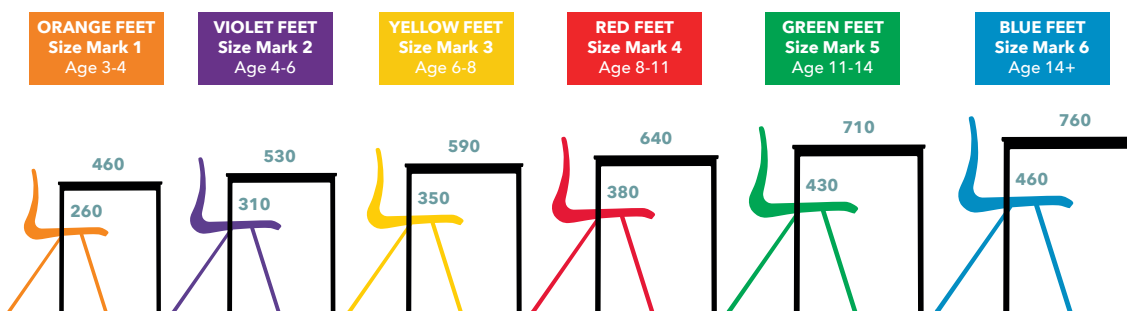 ORANGE FEET
Size Mark 1
Age 3-4
VIOLET FEET
Size Mark 2
Age 4-6
YELLOW FEET
Size Mark 3
Age 6-8
RED FEET
Size Mark 4
Age 8-11
GREEN FEET
Size Mark 5
Age 11-14
BLUE FEET
Size Mark 6
Age 14+
460
260
530
310
590
350
640
380
710
430
760
460